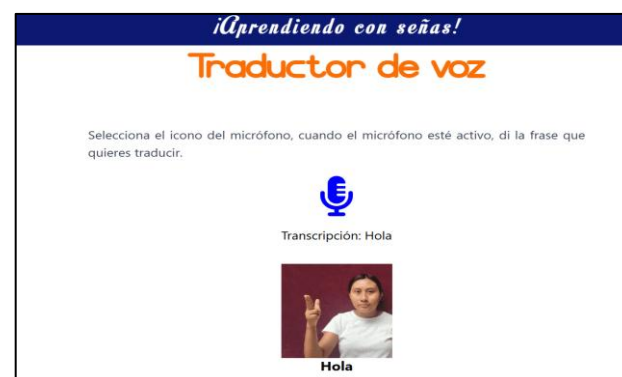 ¡Aprendiendo con señas!
Traductor de voz
Selecciona el icono del micrófono, cuando el micrófono esté activo, di la frase que
quieres traducir.
Transcripción: Hola
Hola